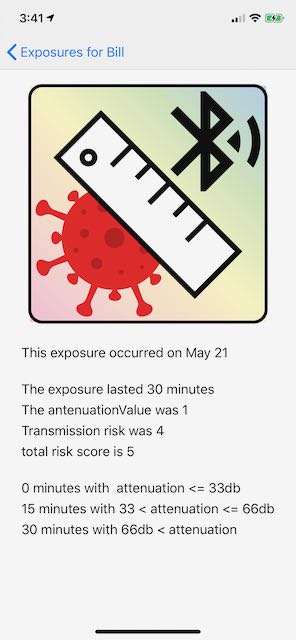 3:41
Exposures for Bill
This exposure occurred on May 21
The exposure lasted 30 minutes
The antenuationValue was 1
Transmission risk was 4
total risk score is 5
0 minutes with  attenuation <= 33db
15 minutes with 33 < attenuation <= 66db
30 minutes with 66db < attenuation